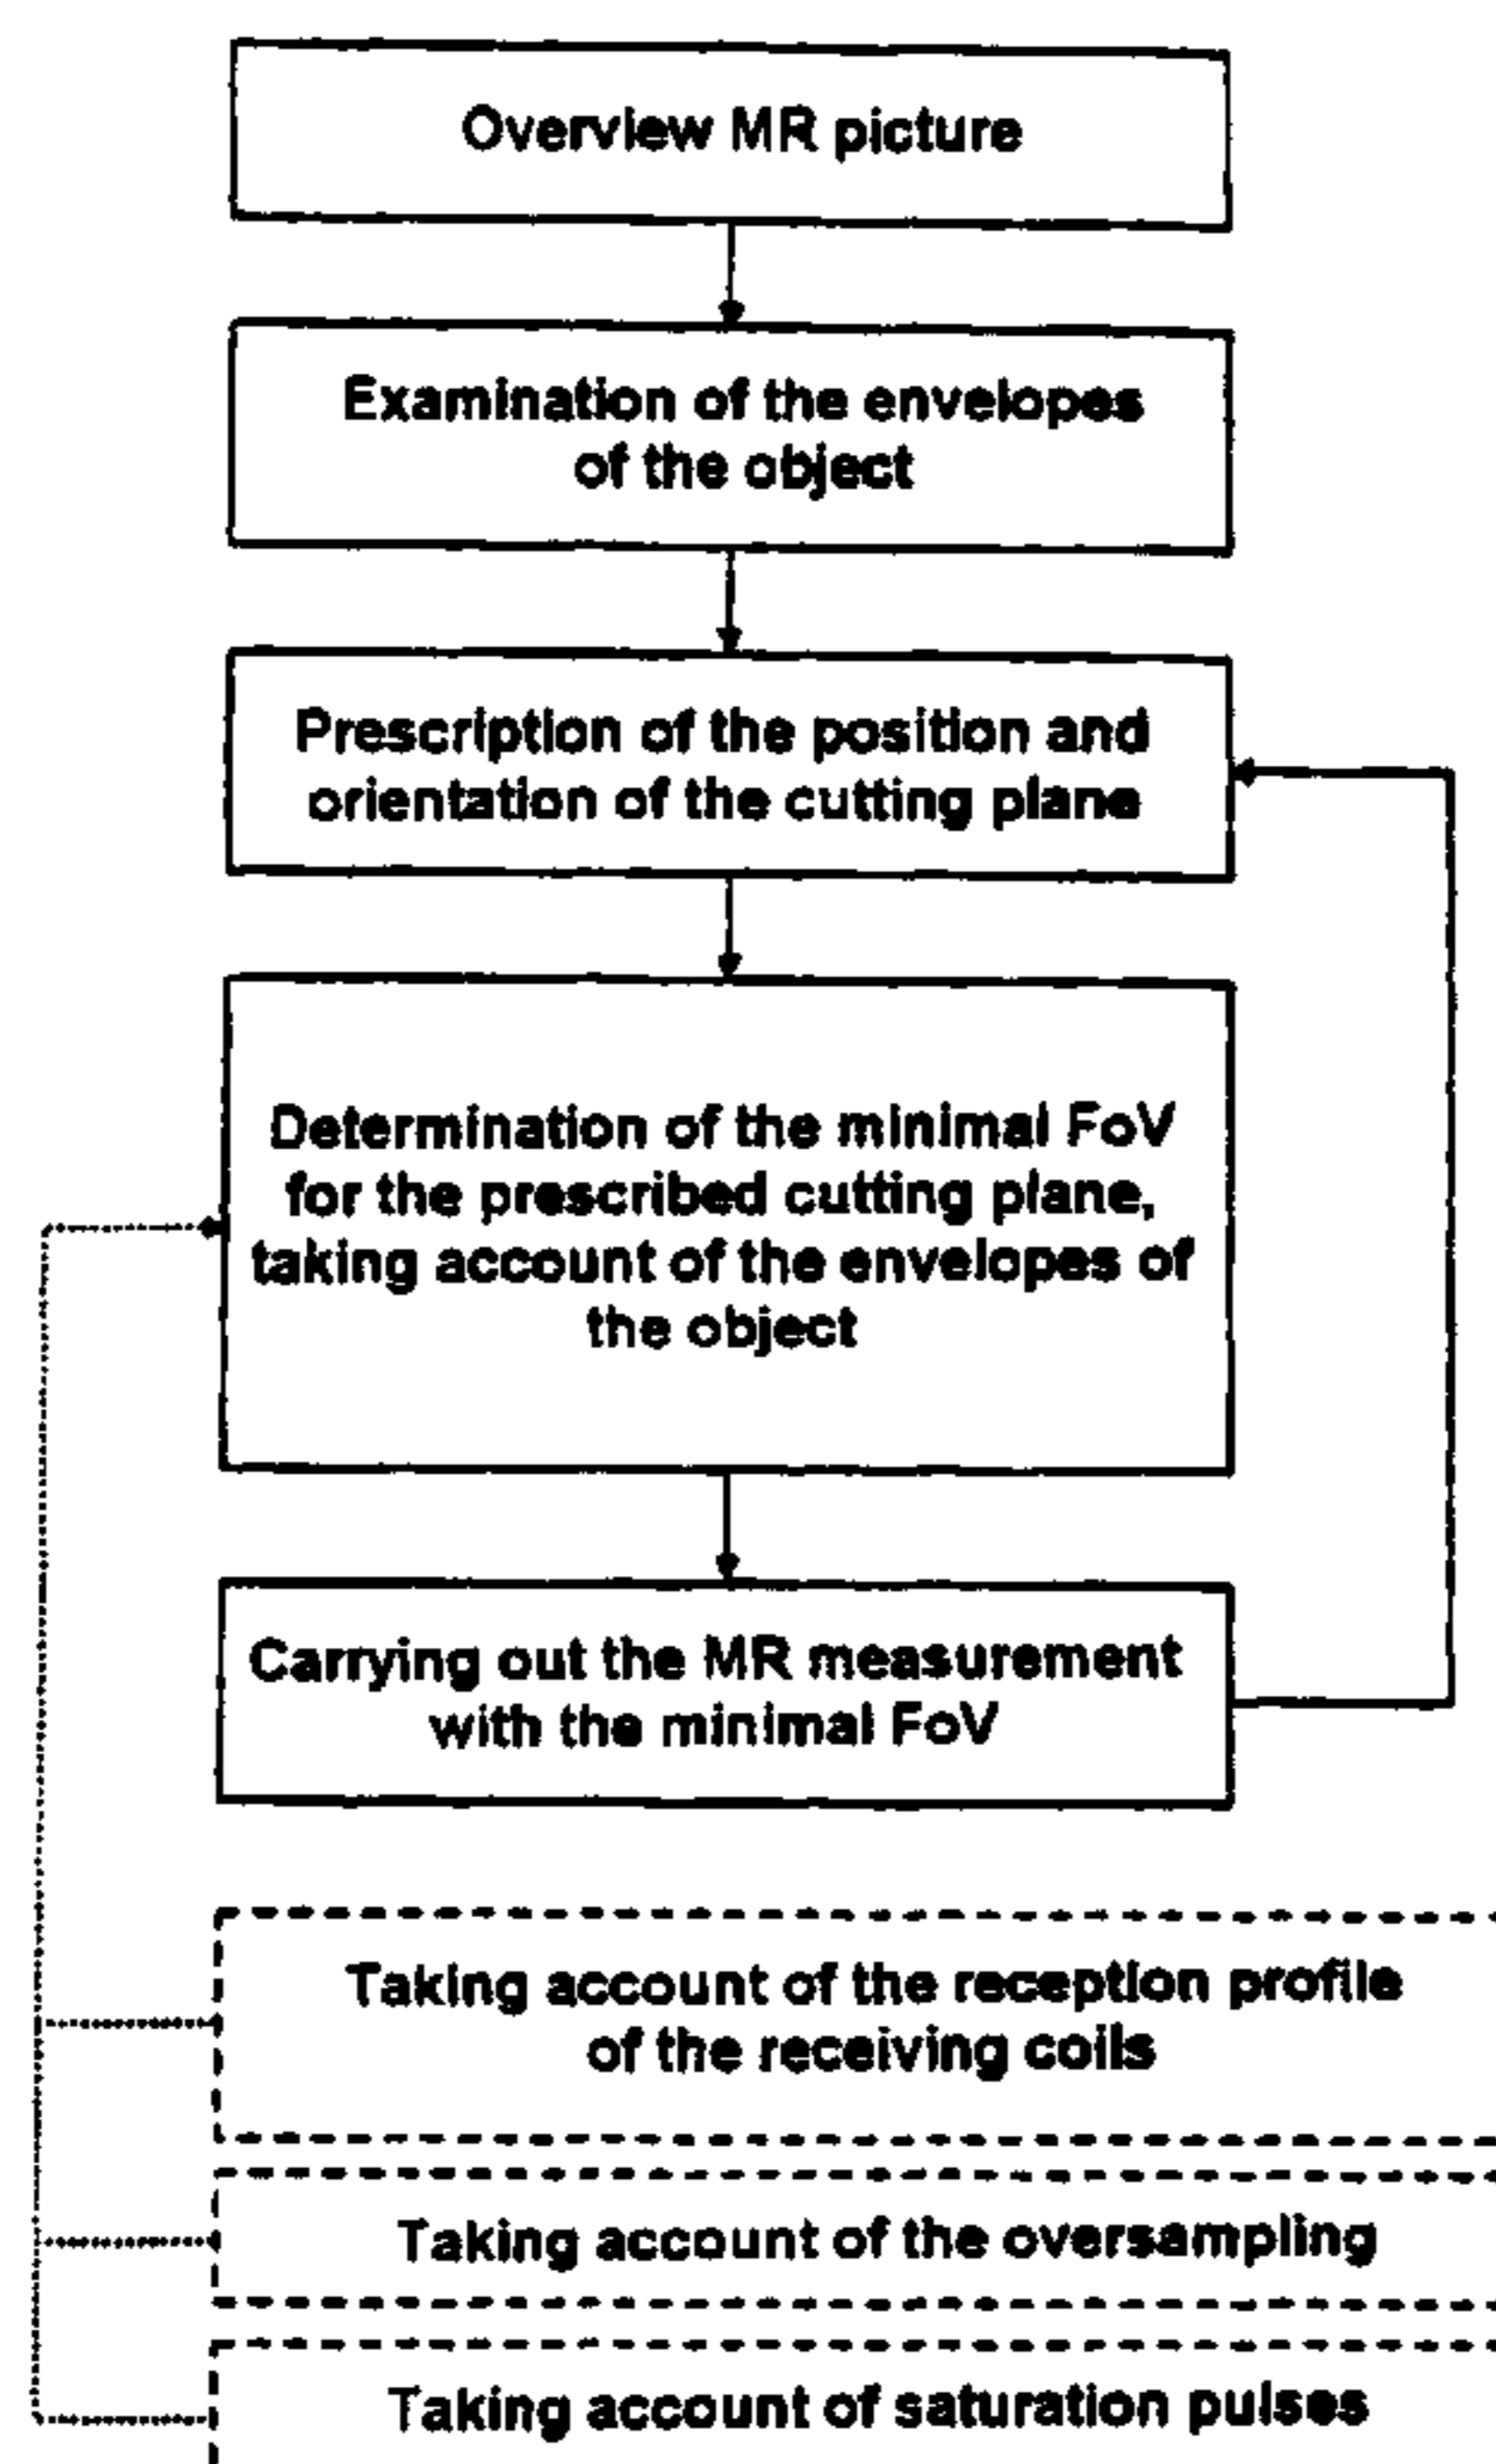 Overview MR picture
Examination of the envelopes
of the object
Prescription of the position and
orientation of the cutting plane
Determination of the minimal FoV
for the prescribed cutting plane,
taking account of the envelopes of
the object
Carrying out the MR measurement
with the minimal FoV
Taking account of the reception profile
of the receiving coils
Taking account of the oversampling
Taking account of saturation pulses